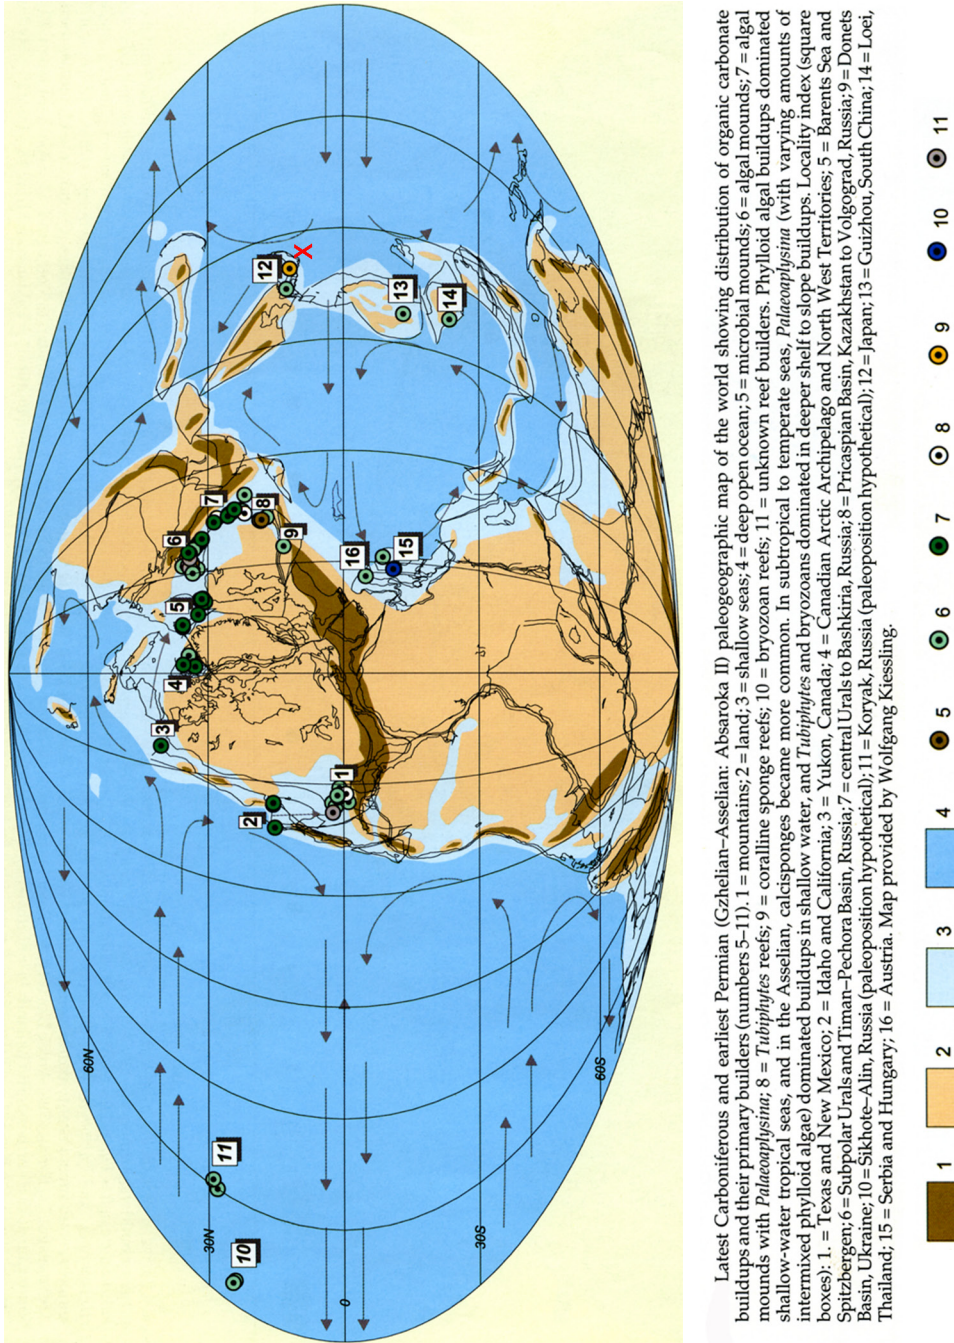 60N
30N
0
30S
60S
1
2
3
4
5
6
7
8
9
10
11
12
13
14
15
16
X
Latest Carboniferous and earliest Permian (Gzhelian–Asselian: Absaroka II) paleogeographic map of the world showing distribution of organic carbonate
buildups and their primary builders (numbers 5–11). 1 = mountains; 2 = land; 3 = shallow seas; 4 = deep open ocean; 5 = microbial mounds; 6 = algal mounds; 7 = algal
mounds with Palaeoaplysina; 8 = Tubiphytes reefs; 9 = coralline sponge reefs; 10 = bryozoan reefs; 11 = unknown reef builders. Phylloid algal buildups dominated
shallow-water tropical seas, and in the Asselian, calcisponges became more common. In subtropical to temperate seas, Palaeoaplysina (with varying amounts of
intermixed phylloid algae) dominated buildups in shallow water, and Tubiphytes and bryozoans dominated in deeper shelf to slope buildups. Locality index (square
boxes): 1. = Texas and New Mexico; 2 = Idaho and California; 3 = Yukon, Canada; 4 = Canadian Arctic Archipelago and North West Territories; 5 = Barents Sea and
Spitzbergen; 6 = Subpolar Urals and Timan–Pechora Basin, Russia; 7 = central Urals to Bashkiria, Russia; 8 = Pricaspian Basin, Kazakhstan to Volgograd, Russia; 9 = Donets
Basin, Ukraine; 10 = Sikhote–Alin, Russia (paleoposition hypothetical); 11 = Koryak, Russia (paleoposition hypothetical); 12 = Japan; 13 = Guizhou, South China; 14 = Loei,
Thailand; 15 = Serbia and Hungary; 16 = Austria. Map provided by Wolfgang Kiessling.
1
2
3
4
5
6
7
8
9
10
11